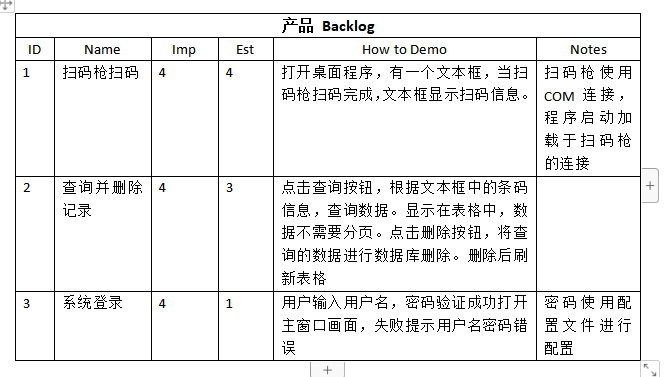 产品 Backlog
ID Name Imp Est How to Demo Notes
1 扫码枪扫码 4 4 打开桌面程序，有一个文本框，当扫 扫码枪使用
码枪扫码完成，文本框显示扫码信息。 COM 连接，
程序启动加
载于扫码枪
的连接
2 查询并删除 4 3 点击查询按钮，根据文本框中的条码
记录 信息，查询数据。显示在表格中，数
据不需要分页。点击删除按钮，将查
询的数据进行数据库删除。删除后刷
新表格
3 系统登录 4 1 用户输入用户名，密码验证成功打开 密码使用配
主窗口画面，失败提示用户名密码错 置文件进行
误 配置